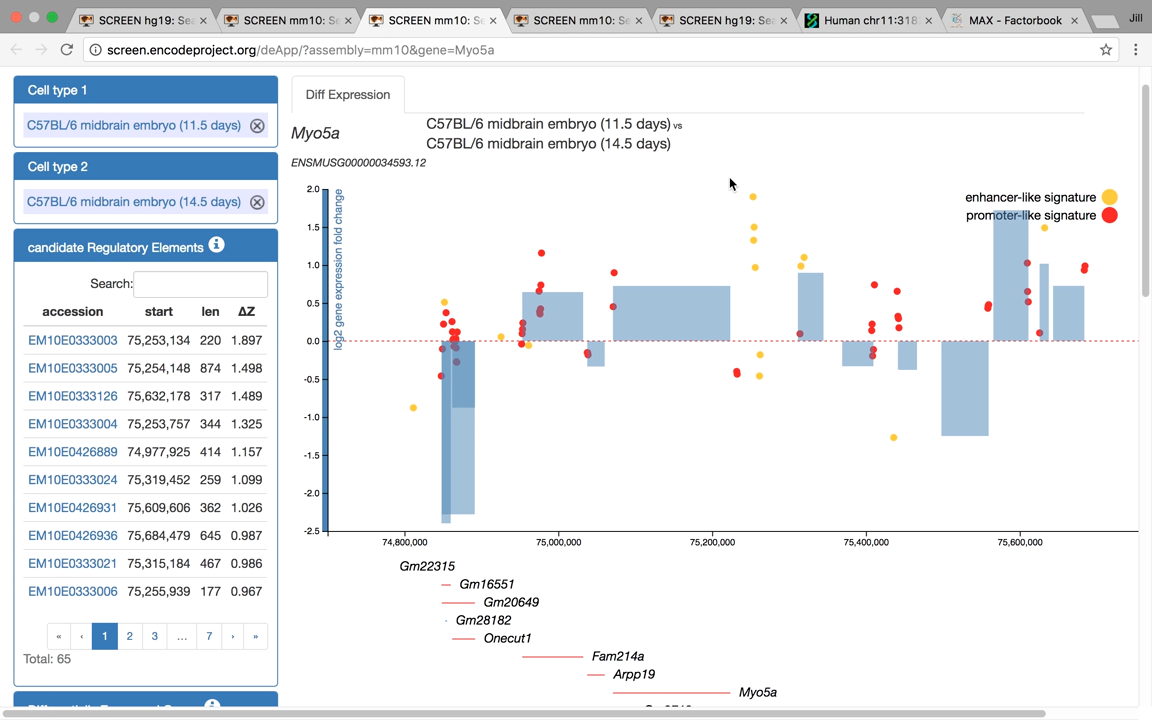 SCREEN hg19: Sea
SCREEN mm10: Se
SCREEN mm10: Se
SCREEN mm10: Se
SCREEN hg19: Sea
Human chr11:318
MAX - Factorbook
Jill
screen.encodeproject.org/deApp/?assembly=mm10&gene=Myo5a
Cell type 1
C57BL/6 midbrain embryo (11.5 days)
Cell type 2
C57BL/6 midbrain embryo (14.5 days)
candidate Regulatory Elements
Search:
accession start len ΔZ
EM10E0333003 75,253,134 220 1.897
EM10E0333005 75,254,148 874 1.498
EM10E0333126 75,632,178 317 1.489
EM10E0333004 75,253,757 344 1.325
EM10E0426889 74,977,925 414 1.157
EM10E0333024 75,319,452 259 1.099
EM10E0426931 75,609,606 362 1.026
EM10E0426936 75,684,479 645 0.987
EM10E0333021 75,315,184 467 0.986
EM10E0333006 75,255,939 177 0.967
« ‹ 1 2 3 ... 7 › »
Total: 65
Diff Expression
Myo5a
C57BL/6 midbrain embryo (11.5 days) vs
C57BL/6 midbrain embryo (14.5 days)
ENSMUSG00000034593.12
enhancer-like signature
promoter-like signature
log2 gene expression fold change
2.0
1.5
1.0
0.5
0.0
-0.5
-1.0
-1.5
-2.0
-2.5
74,800,000 75,000,000 75,200,000 75,400,000 75,600,000
Gm22315
Gm16551
Gm20649
Gm28182
Onecut1
Fam214a
Arpp19
Myo5a